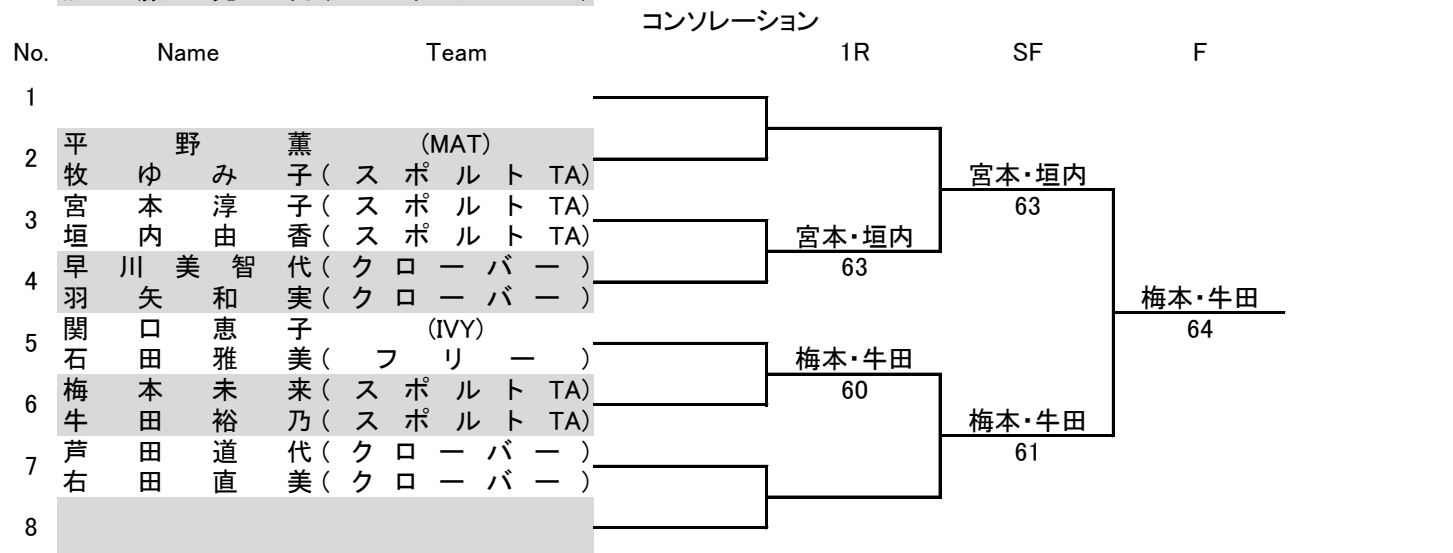 コンソレーション
No. Name Team 1R SF F
1
2 平野薫 (MAT)
牧ゆみ子(スポルトTA)
宮本・垣内
63
3 宮本淳子(スポルトTA)
垣内由香(スポルトTA)
宮本・垣内
63
4 早川美智代(クローバー)
羽矢和実(クローバー)
梅本・牛田
64
5 関口恵子 (IVY)
石田雅美(フリー)
梅本・牛田
60
6 梅本未来(スポルトTA)
牛田裕乃(スポルトTA)
梅本・牛田
61
7 芦田道代(クローバー)
右田直美(クローバー)
8